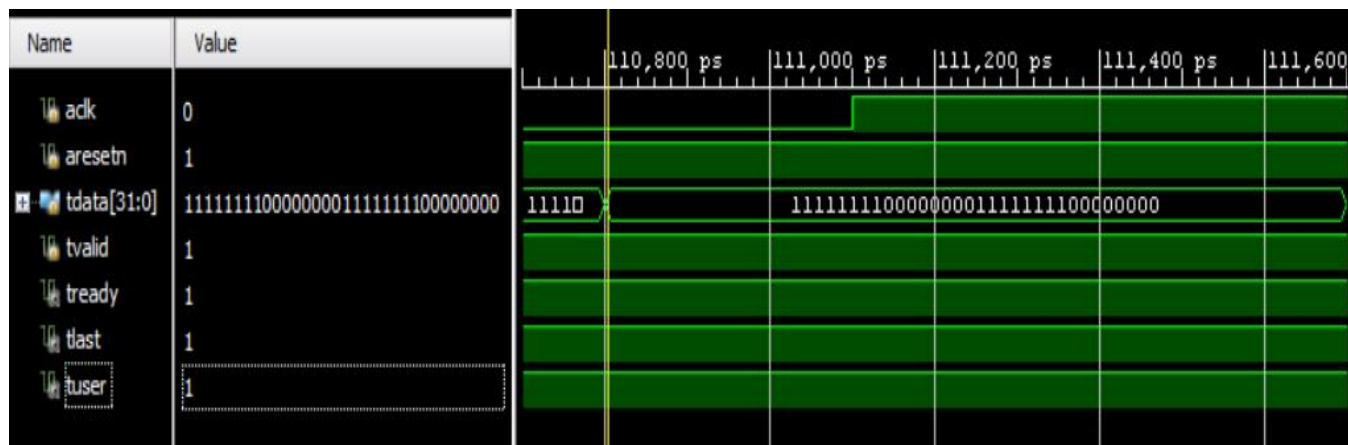 Name Value
110,800 ps 111,000 ps 111,200 ps 111,400 ps 111,600
aclk 0
aresetn 1
tdata[31:0] 11111111000000001111111100000000 1111 11111111000000001111111100000000
tvalid 1
tready 1
tlast 1
tuser 1